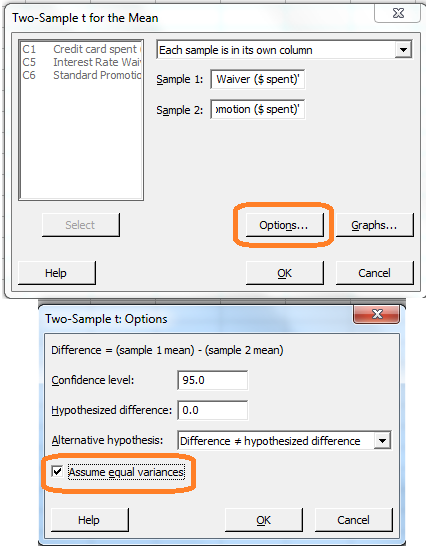 Two-Sample t for the Mean
C1 Credit card spent
C5 Interest Rate Wai
C6 Standard Promotio
Each sample is in its own column
Sample 1: Waiver ($ spent)'
Sample 2: omotion ($ spent)'
Select
Options...
Graphs...
Help
OK
Cancel
Two-Sample t: Options
Difference = (sample 1 mean) - (sample 2 mean)
Confidence level: 95.0
Hypothesized difference: 0.0
Alternative hypothesis: Difference ≠ hypothesized difference
Assume equal variances
Help
OK
Cancel